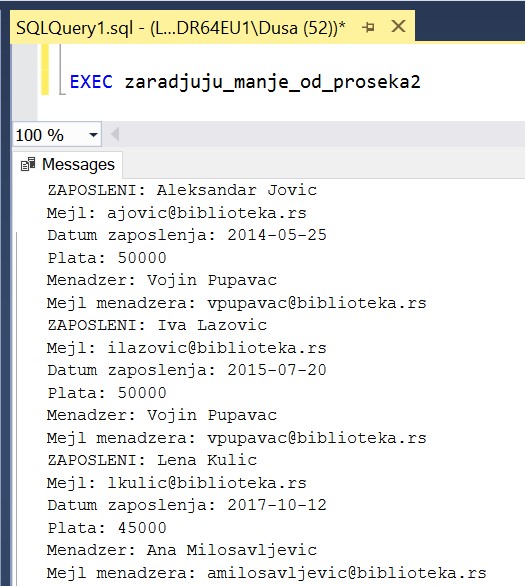 SQLQuery1.sql - (L...DR64EU1\Dusa (52))*
EXEC zaradjuju_manje_od_proseka2
100 %
Messages
ZAPOSLENI: Aleksandar Jovic
Mejl: ajovic@biblioteka.rs
Datum zaposlenja: 2014-05-25
Plata: 50000
Menadzer: Vojin Pupavac
Mejl menadzera: vpupavac@biblioteka.rs
ZAPOSLENI: Iva Lazovic
Mejl: ilazovic@biblioteka.rs
Datum zaposlenja: 2015-07-20
Plata: 50000
Menadzer: Vojin Pupavac
Mejl menadzera: vpupavac@biblioteka.rs
ZAPOSLENI: Lena Kulic
Mejl: lkulic@biblioteka.rs
Datum zaposlenja: 2017-10-12
Plata: 45000
Menadzer: Ana Milosavljevic
Mejl menadzera: amilosavljevic@biblioteka.rs